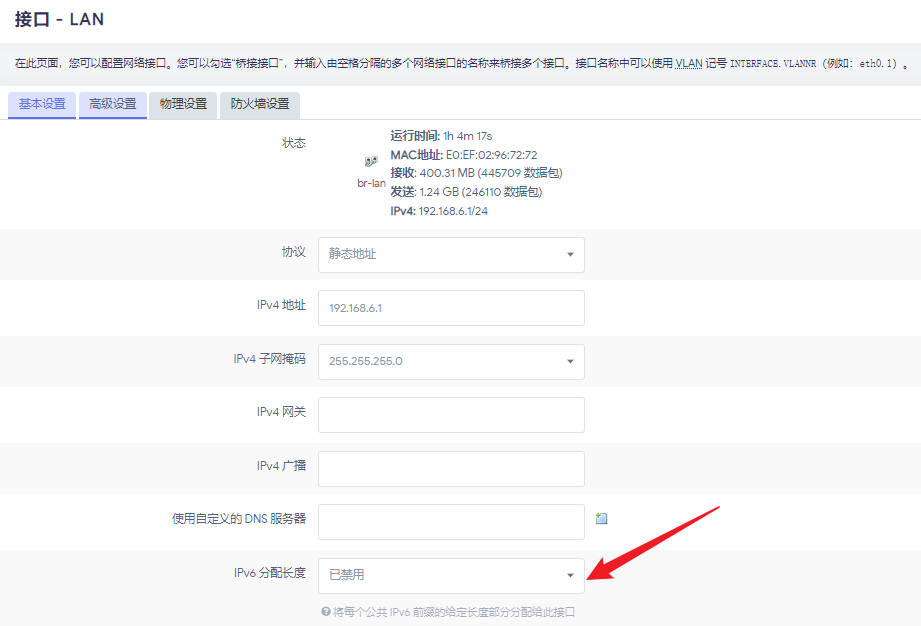 接口 - LAN
在此页面，您可以配置网络接口。您可以勾选“桥接接口”，并输入由空格分隔的多个网络接口的名称来桥接多个接口。接口名称中可以使用 VLAN 记号 INTERFACE.VLANNR (例如: eth0.1) 。
基本设置 高级设置 物理设置 防火墙设置
状态
br-lan
运行时间: 1h 4m 17s
MAC地址: E0:EF:02:96:72:72
接收: 400.31 MB (445709 数据包)
发送: 1.24 GB (246110 数据包)
IPv4: 192.168.6.1/24
协议 静态地址
IPv4 地址 192.168.6.1
IPv4 子网掩码 255.255.255.0
IPv4 网关
IPv4 广播
使用自定义的 DNS 服务器
IPv6 分配长度 已禁用
将每个公共 IPv6 前缀的给定长度部分分配给此接口